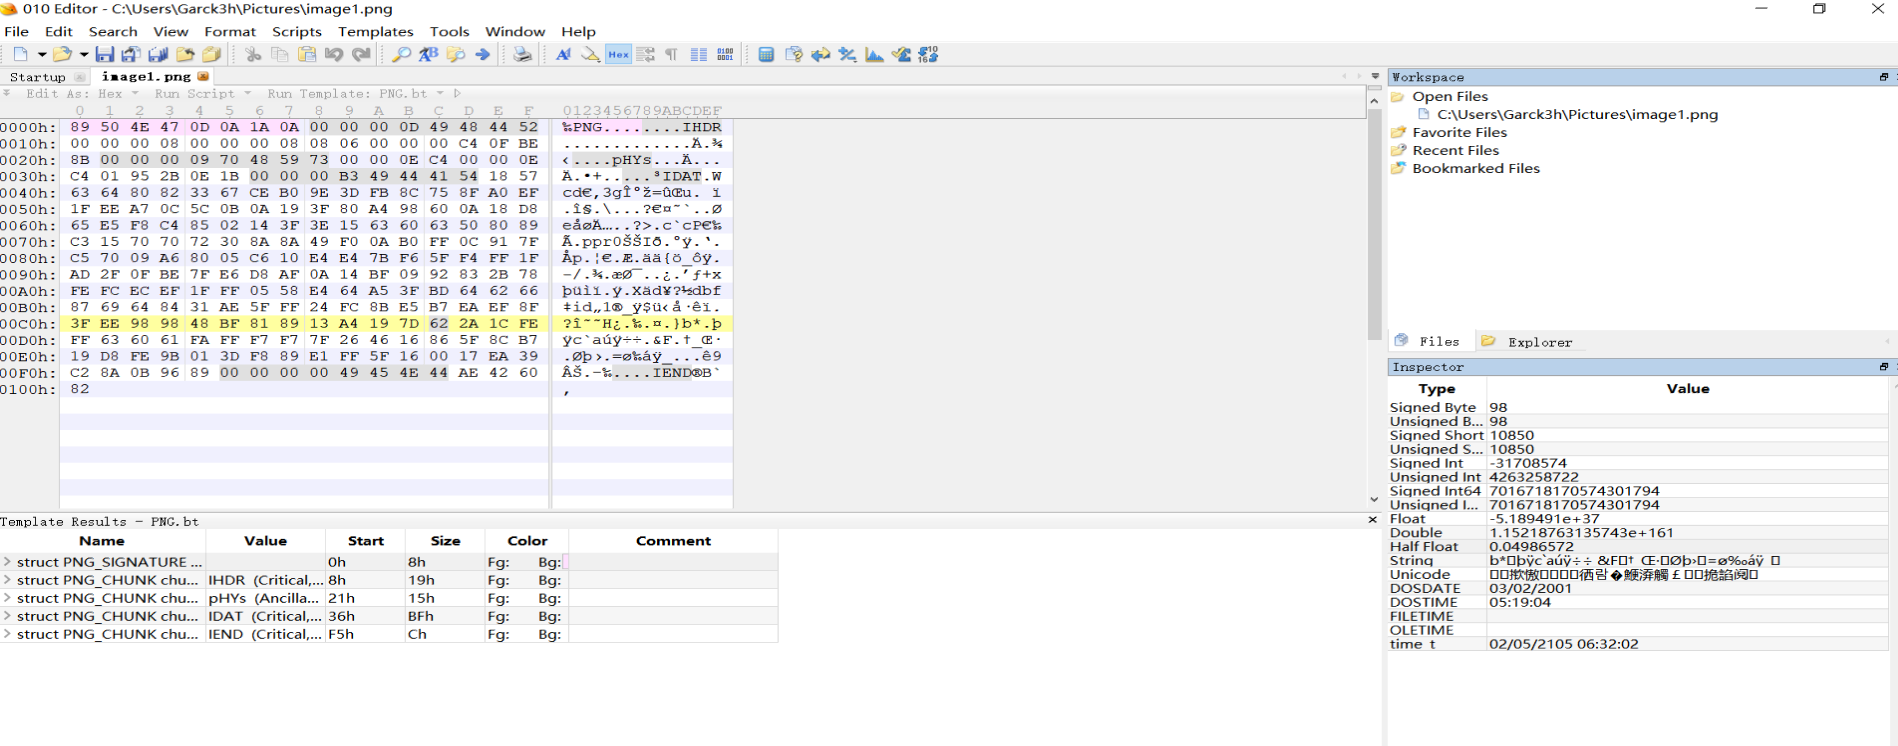 010 Editor - C:\Users\Garck3h\Pictures\image1.png
File Edit Search View Format Scripts Templates Tools Window Help
Startup image1.png
Edit As: Hex Run Script Run Template: PNG.bt
0 1 2 3 4 5 6 7 8 9 A B C D E F 0123456789ABCDEF
0000h: 89 50 4E 47 0D 0A 1A 0A 00 00 00 0D 49 48 44 52 ‰PNG........IHDR
0010h: 00 00 00 08 00 00 00 08 08 06 00 00 00 C4 0F BE .............Ä.¾
0020h: 8B 00 00 00 09 70 48 59 73 00 00 0E C4 00 00 0E ‹....pHYs...Ä...
0030h: C4 01 95 2B 0E 1B 00 00 00 B3 49 44 41 54 18 57 Ä.•+.....³IDAT.W
0040h: 63 64 80 82 33 67 CE B0 9E 3D FB 8C 75 8F A0 EF cd€‚3gÎ°ž=ûŒu. ï
0050h: 1F EE A7 0C 5C 0B 0A 19 3F 80 A4 98 60 0A 18 D8 .î§.\...?€¤˜`..Ø
0060h: 65 E5 F8 C4 85 02 14 3F 3E 15 63 60 63 50 80 89 eåøÄ…..?>.c`cP€‰
0070h: C3 15 70 70 72 30 8A 8A 49 F0 0A B0 FF 0C 91 7F Ã.ppr0ŠŠIð.°ÿ.‘.
0080h: C5 70 09 A6 80 05 C6 10 E4 E4 7B F6 5F F4 FF 1F Åp.¦€.Æ.ää{ö_ôÿ.
0090h: AD 2F 0F BE 7F E6 D8 AF 0A 14 BF 09 92 83 2B 78 -/.¾.æØ¯..¿.’ƒ+x
00A0h: FE FC EC EF 1F FF 05 58 E4 64 A5 3F BD 64 62 66 þüìï.ÿ.Xäd¥?½dbf
00B0h: 87 69 64 84 31 AE 5F FF 24 FC 8B E5 B7 EA EF 8F ‡id„1®_ÿ$ü‹å·êï.
00C0h: 3F EE 98 98 48 BF 81 89 13 A4 19 7D 62 2A 1C FE ?î˜˜H¿.‰.¤.}b*.þ
00D0h: FF 63 60 61 FA FF F7 F7 7F 26 46 16 86 5F 8C B7 ÿc`aúÿ÷÷.&F.†_Œ·
00E0h: 19 D8 FE 9B 01 3D F8 89 E1 FF 5F 16 00 17 EA 39 .Øþ›.=ø‰áÿ_...ê9
00F0h: C2 8A 0B 96 89 00 00 00 00 49 45 4E 44 AE 42 60 ÂŠ.–‰....IEND®B`
0100h: 82 ‚
Template Results - PNG.bt
Name Value Start Size Color Comment
struct PNG_SIGNATURE ... 0h 8h Fg: Bg:
struct PNG_CHUNK chu... IHDR (Critical,... 8h 19h Fg: Bg:
struct PNG_CHUNK chu... pHYs (Ancilla... 21h 15h Fg: Bg:
struct PNG_CHUNK chu... IDAT (Critical,... 36h BFh Fg: Bg:
struct PNG_CHUNK chu... IEND (Critical,... F5h Ch Fg: Bg:
Workspace
Open Files
C:\Users\Garck3h\Pictures\image1.png
Favorite Files
Recent Files
Bookmarked Files
Files Explorer
Inspector
Type Value
Signed Byte 98
Unsigned B... 98
Signed Short 10850
Unsigned S... 10850
Signed Int -31708574
Unsigned Int 4263258722
Signed Int64 7016718170574301794
Unsigned I... 7016718170574301794
Float -5.189491e+37
Double 1.15218763135743e+161
Half Float 0.04986572
String b*□þÿc`aúÿ÷÷ &F□† Œ·□Øþ›□=ø‰áÿ □
Unicode
DOSDATE 03/02/2001
DOSTIME 05:19:04
FILETIME
OLETIME
time_t 02/05/2105 06:32:02